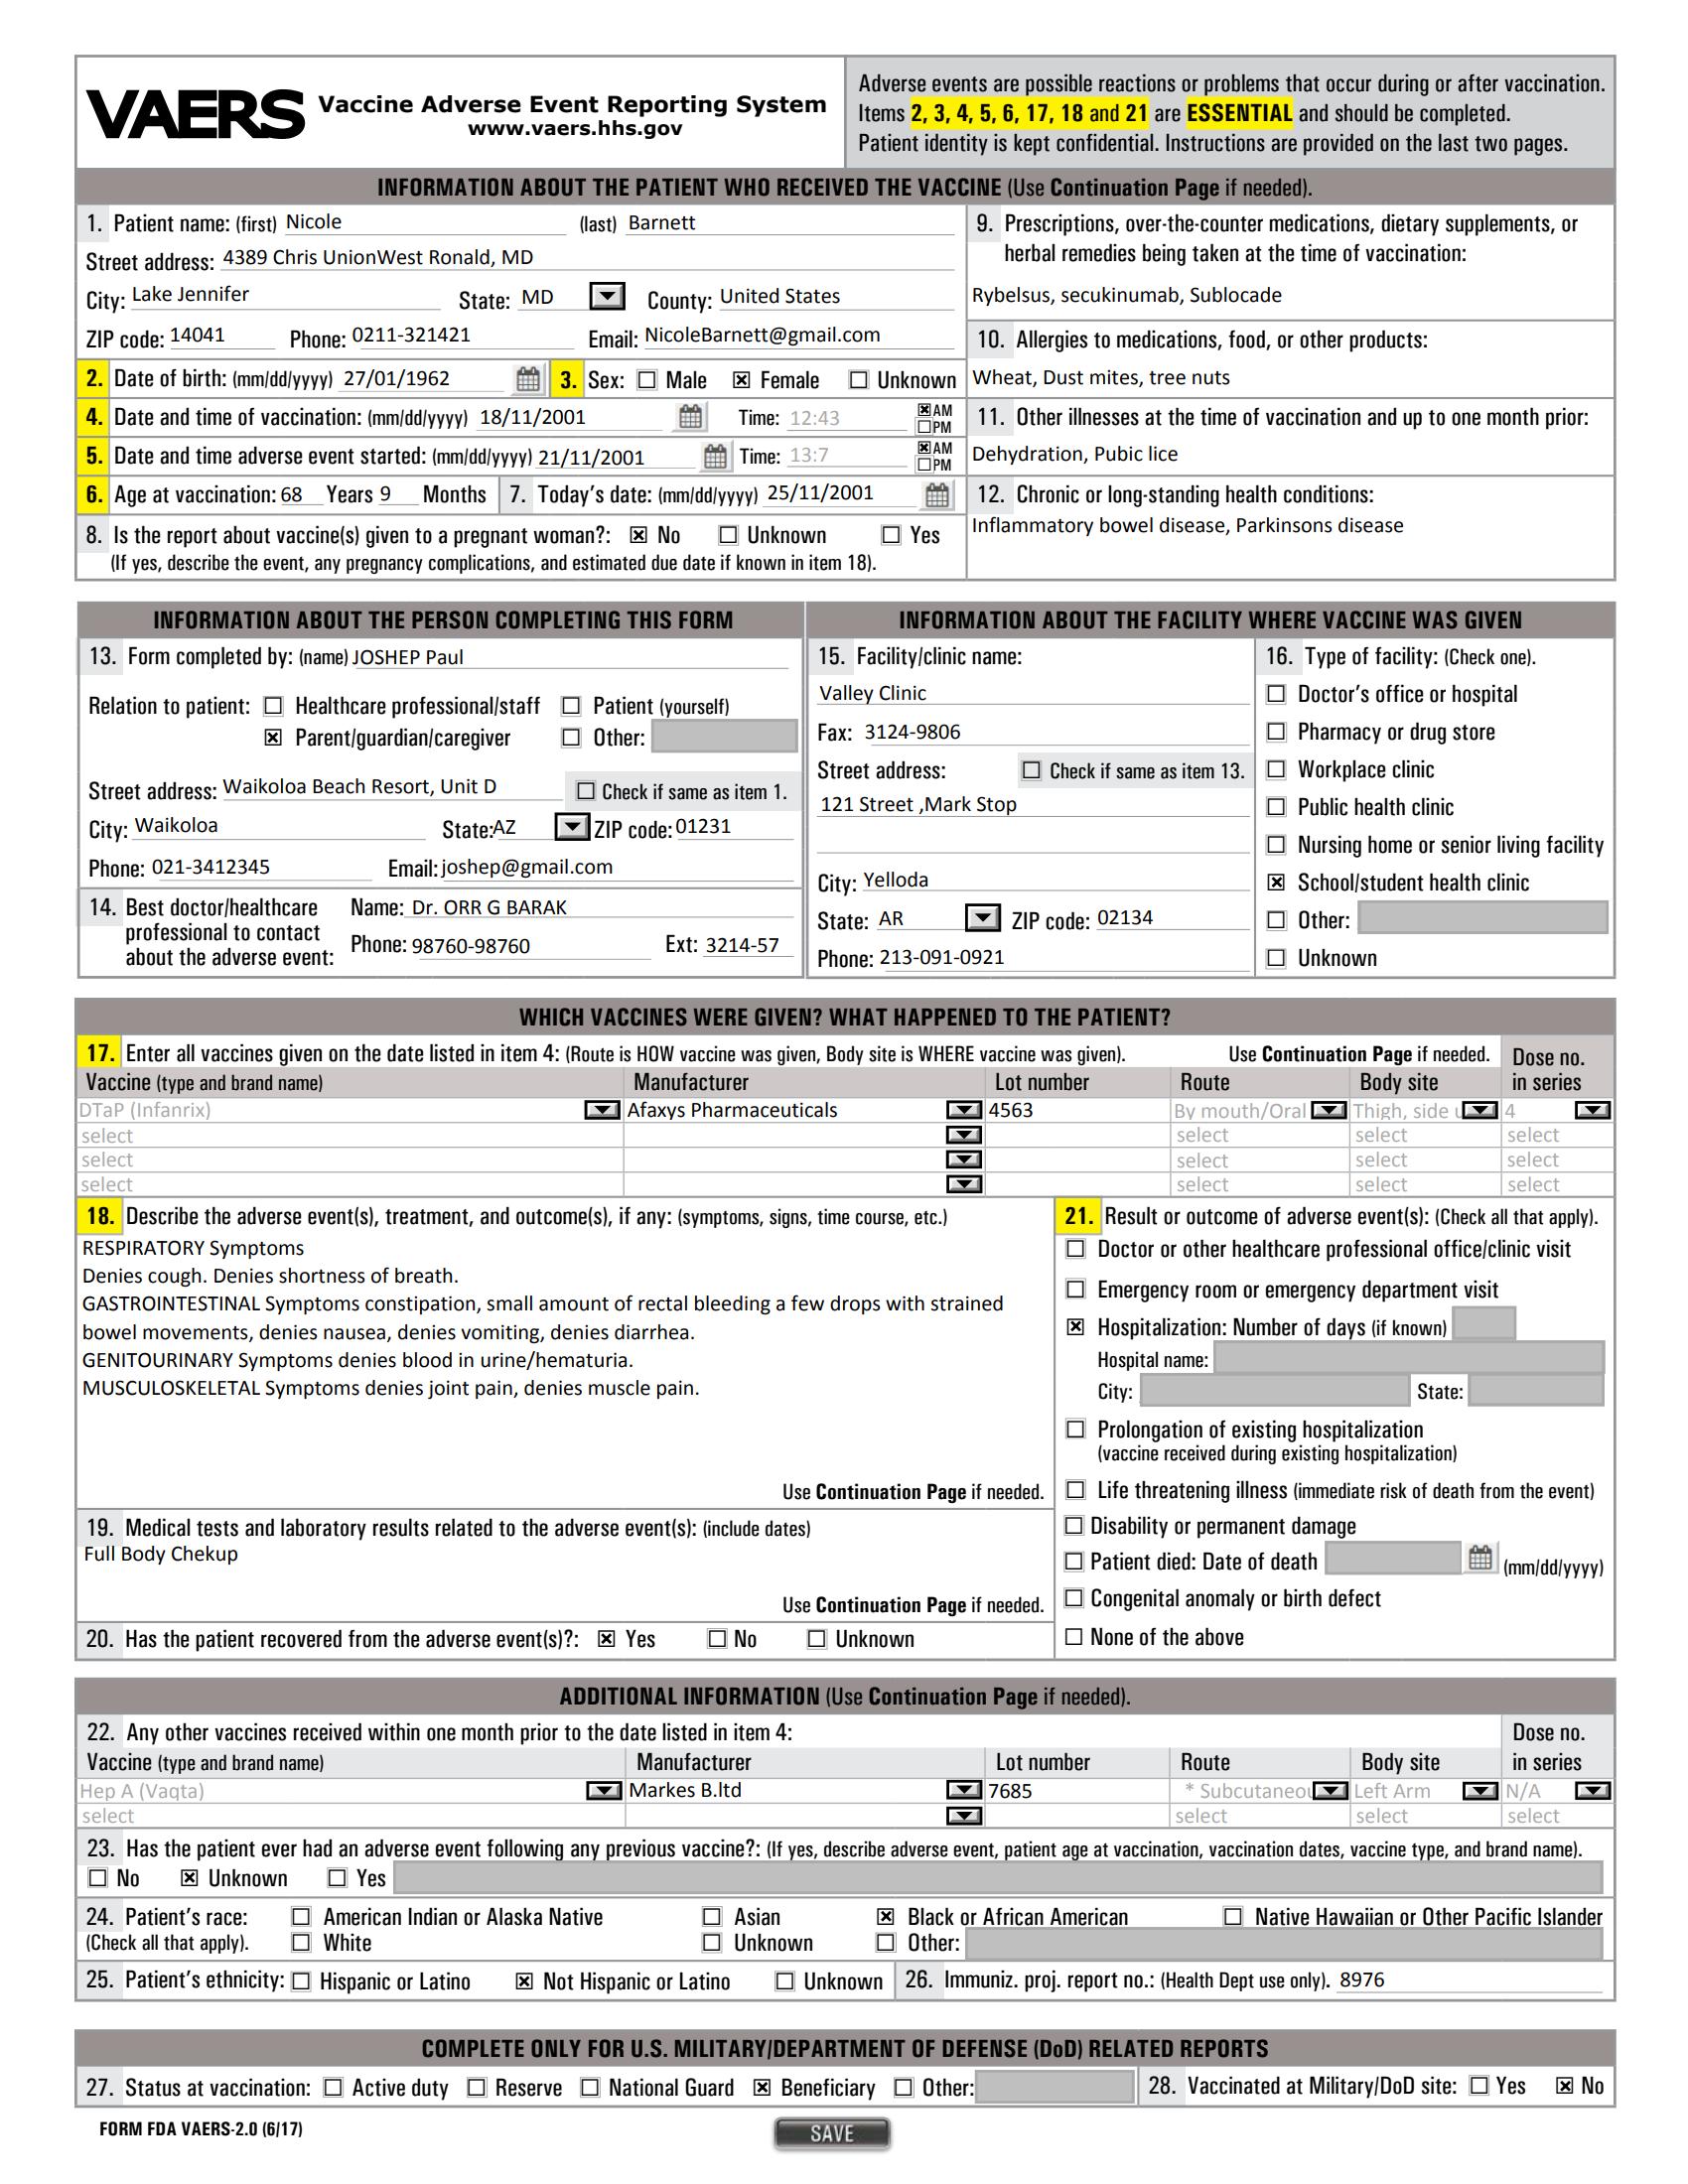 VAERS Vaccine Adverse Event Reporting System
www.vaers.hhs.gov
Adverse events are possible reactions or problems that occur during or after vaccination.
Items 2, 3, 4, 5, 6, 17, 18 and 21 are ESSENTIAL and should be completed.
Patient identity is kept confidential. Instructions are provided on the last two pages.
INFORMATION ABOUT THE PATIENT WHO RECEIVED THE VACCINE (Use Continuation Page if needed).
1. Patient name: (first) Nicole (last) Barnett
Street address: 4389 Chris UnionWest Ronald, MD
City: Lake Jennifer State: MD County: United States
ZIP code: 14041 Phone: 0211-321421 Email: NicoleBarnett@gmail.com
2. Date of birth: (mm/dd/yyyy) 27/01/1962 3. Sex: Male Female Unknown
4. Date and time of vaccination: (mm/dd/yyyy) 18/11/2001 Time: 12:43 AM PM
5. Date and time adverse event started: (mm/dd/yyyy) 21/11/2001 Time: 13:7 AM PM
6. Age at vaccination: 68 Years 9 Months 7. Today's date: (mm/dd/yyyy) 25/11/2001
8. Is the report about vaccine(s) given to a pregnant woman?: No Unknown Yes
(If yes, describe the event, any pregnancy complications, and estimated due date if known in item 18).
9. Prescriptions, over-the-counter medications, dietary supplements, or
herbal remedies being taken at the time of vaccination:
Rybelsus, secukinumab, Sublocade
10. Allergies to medications, food, or other products:
Wheat, Dust mites, tree nuts
11. Other illnesses at the time of vaccination and up to one month prior:
Dehydration, Pubic lice
12. Chronic or long-standing health conditions:
Inflammatory bowel disease, Parkinsons disease
INFORMATION ABOUT THE PERSON COMPLETING THIS FORM
13. Form completed by: (name) JOSHEP Paul
Relation to patient: Healthcare professional/staff Patient (yourself)
Parent/guardian/caregiver Other:
Street address: Waikoloa Beach Resort, Unit D Check if same as item 1.
City: Waikoloa State: AZ ZIP code: 01231
Phone: 021-3412345 Email: joshep@gmail.com
14. Best doctor/healthcare Name: Dr. ORR G BARAK
professional to contact
about the adverse event: Phone: 98760-98760 Ext: 3214-57
INFORMATION ABOUT THE FACILITY WHERE VACCINE WAS GIVEN
15. Facility/clinic name:
Valley Clinic
Fax: 3124-9806
Street address: Check if same as item 13.
121 Street ,Mark Stop
City: Yelloda
State: AR ZIP code: 02134
Phone: 213-091-0921
16. Type of facility: (Check one).
Doctor's office or hospital
Pharmacy or drug store
Workplace clinic
Public health clinic
Nursing home or senior living facility
School/student health clinic
Other:
Unknown
WHICH VACCINES WERE GIVEN? WHAT HAPPENED TO THE PATIENT?
17. Enter all vaccines given on the date listed in item 4: (Route is HOW vaccine was given, Body site is WHERE vaccine was given). Use Continuation Page if needed.
Vaccine (type and brand name) Manufacturer Lot number Route Body site Dose no. in series
DTaP (Infanrix) Afaxys Pharmaceuticals 4563 By mouth/Oral Thigh, side 4
select select select select
select select select select
select select select select
18. Describe the adverse event(s), treatment, and outcome(s), if any: (symptoms, signs, time course, etc.)
RESPIRATORY Symptoms
Denies cough. Denies shortness of breath.
GASTROINTESTINAL Symptoms constipation, small amount of rectal bleeding a few drops with strained
bowel movements, denies nausea, denies vomiting, denies diarrhea.
GENITOURINARY Symptoms denies blood in urine/hematuria.
MUSCULOSKELETAL Symptoms denies joint pain, denies muscle pain.
Use Continuation Page if needed.
19. Medical tests and laboratory results related to the adverse event(s): (include dates)
Full Body Chekup
Use Continuation Page if needed.
20. Has the patient recovered from the adverse event(s)?: Yes No Unknown
21. Result or outcome of adverse event(s): (Check all that apply).
Doctor or other healthcare professional office/clinic visit
Emergency room or emergency department visit
Hospitalization: Number of days (if known)
Hospital name:
City: State:
Prolongation of existing hospitalization
(vaccine received during existing hospitalization)
Life threatening illness (immediate risk of death from the event)
Disability or permanent damage
Patient died: Date of death (mm/dd/yyyy)
Congenital anomaly or birth defect
None of the above
ADDITIONAL INFORMATION (Use Continuation Page if needed).
22. Any other vaccines received within one month prior to the date listed in item 4:
Vaccine (type and brand name) Manufacturer Lot number Route Body site Dose no. in series
Hep A (Vaqta) Markes B.ltd 7685 * Subcutaneou Left Arm N/A
select select select select
23. Has the patient ever had an adverse event following any previous vaccine?: (If yes, describe adverse event, patient age at vaccination, vaccination dates, vaccine type, and brand name).
No Unknown Yes
24. Patient's race: American Indian or Alaska Native Asian Black or African American Native Hawaiian or Other Pacific Islander
(Check all that apply). White Unknown Other:
25. Patient's ethnicity: Hispanic or Latino Not Hispanic or Latino Unknown 26. Immuniz. proj. report no.: (Health Dept use only). 8976
COMPLETE ONLY FOR U.S. MILITARY/DEPARTMENT OF DEFENSE (DoD) RELATED REPORTS
27. Status at vaccination: Active duty Reserve National Guard Beneficiary Other: 28. Vaccinated at Military/DoD site: Yes No
FORM FDA VAERS-2.0 (6/17)
SAVE